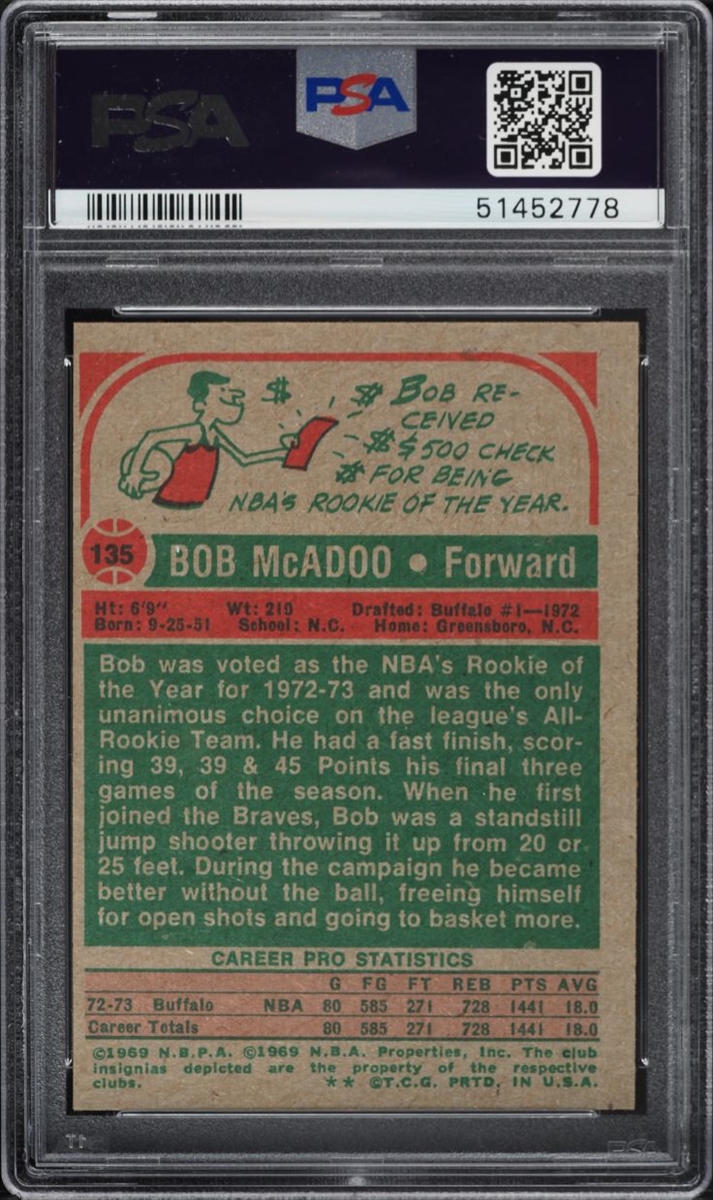 PSA
PSA
51452778
$ $ BOB RE-
CEIVED
$ $500 CHECK
$ FOR BEING
NBA'S ROOKIE OF THE YEAR.
135
BOB McADOO • Forward
Ht: 6'9" Wt: 210 Drafted: Buffalo #1—1972
Born: 9-25-51 School: N.C. Home: Greensboro, N.C.
Bob was voted as the NBA's Rookie of
the Year for 1972-73 and was the only
unanimous choice on the league's All-
Rookie Team. He had a fast finish, scor-
ing 39, 39 & 45 Points his final three
games of the season. When he first
joined the Braves, Bob was a standstill
jump shooter throwing it up from 20 or
25 feet. During the campaign he became
better without the ball, freeing himself
for open shots and going to basket more.
CAREER PRO STATISTICS
G FG FT REB PTS AVG
72-73 Buffalo NBA 80 585 271 728 1441 18.0
Career Totals 80 585 271 728 1441 18.0
©1969 N.B.P.A. ©1969 N.B.A. Properties, Inc. The club
insignias depicted are the property of the respective
clubs. ** ©T.C.G. PRTD. IN U.S.A.
PSA